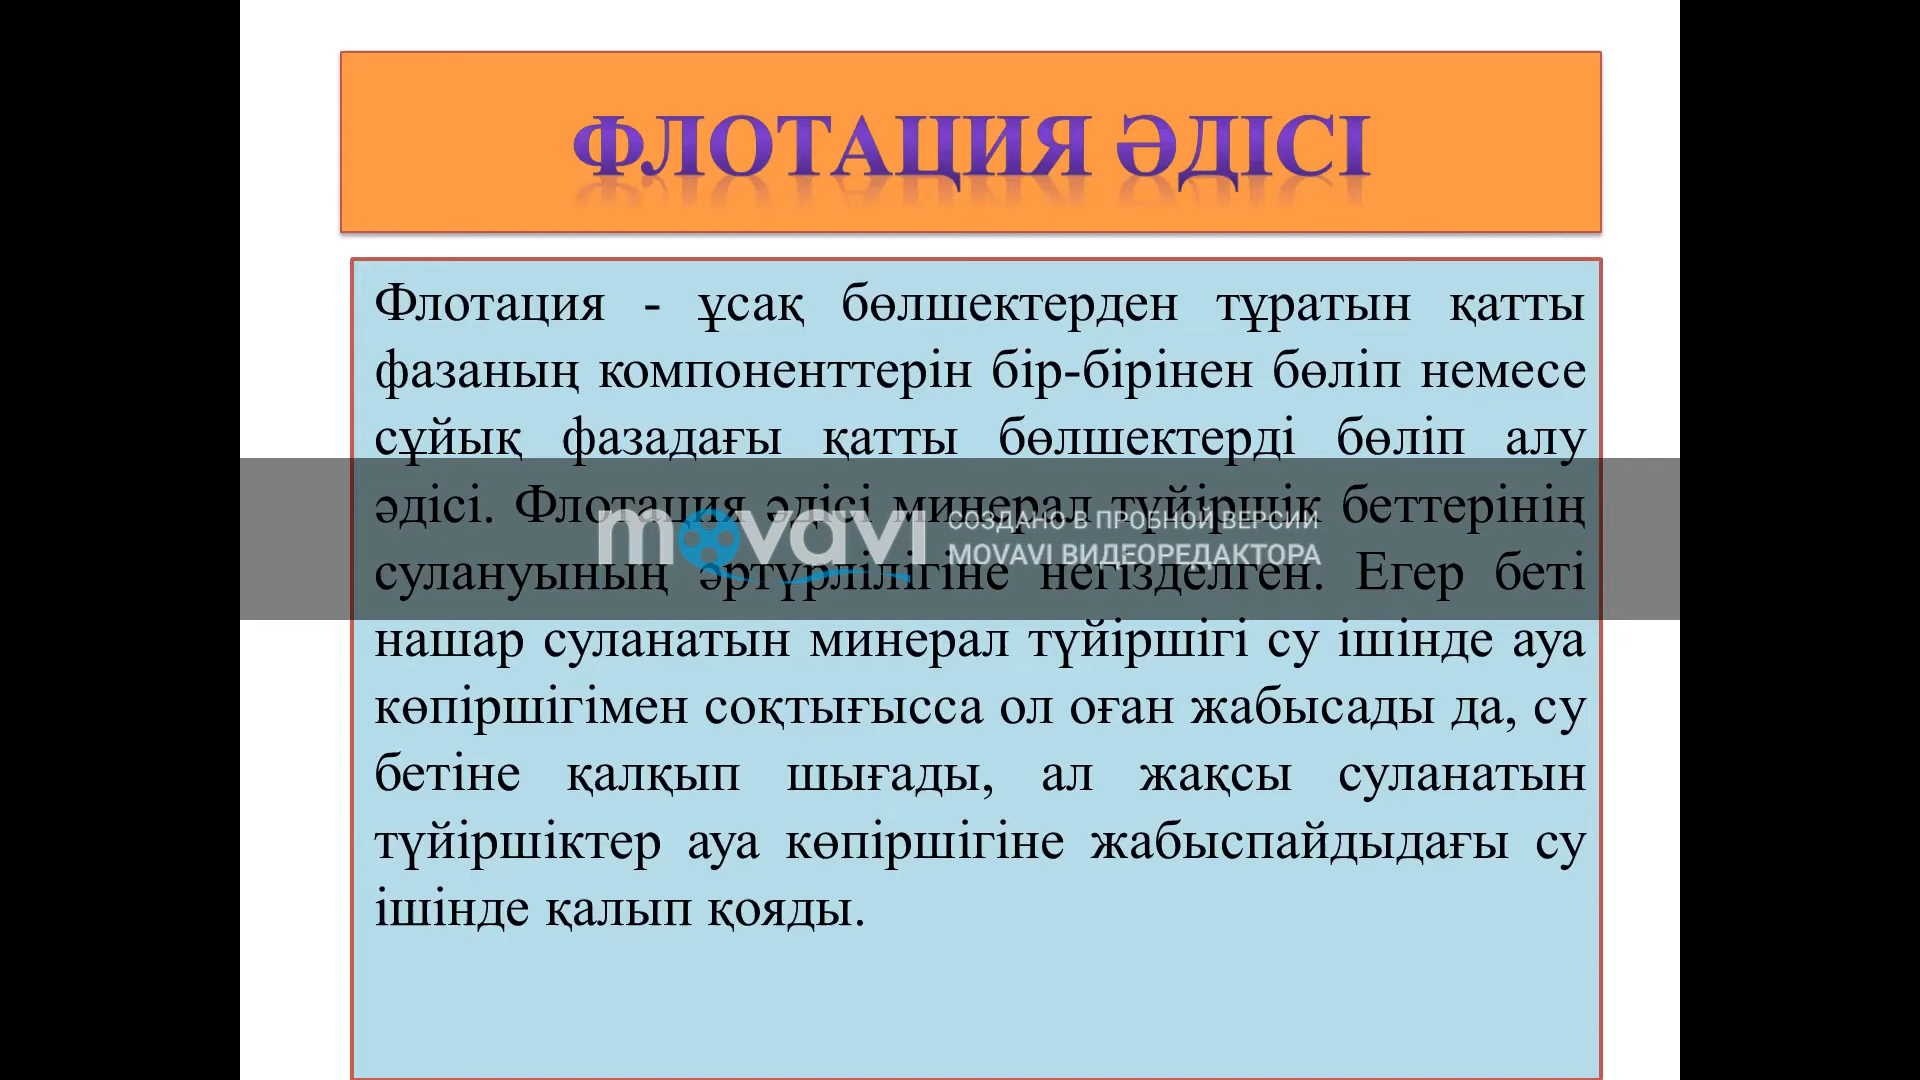 ФЛОТАЦИЯ ӘДІСІ
Флотация - ұсақ бөлшектерден тұратын қатты
фазаның компоненттерін бір-бірінен бөліп немесе
сұйық фазадағы қатты бөлшектерді бөліп алу
әдісі. Флотация әдісі минерал түйіршік беттерінің
сулануының әртүрлілігіне негізделген. Егер беті
нашар суланатын минерал түйіршігі су ішінде ауа
көпіршігімен соқтығысса ол оған жабысады да, су
бетіне қалқып шығады, ал жақсы суланатын
түйіршіктер ауа көпіршігіне жабыспайдыдағы су
ішінде қалып қояды.
movavi
СОЗДАНО В ПРОБНОЙ ВЕРСИИ
MOVAVI ВИДЕОРЕДАКТОРА